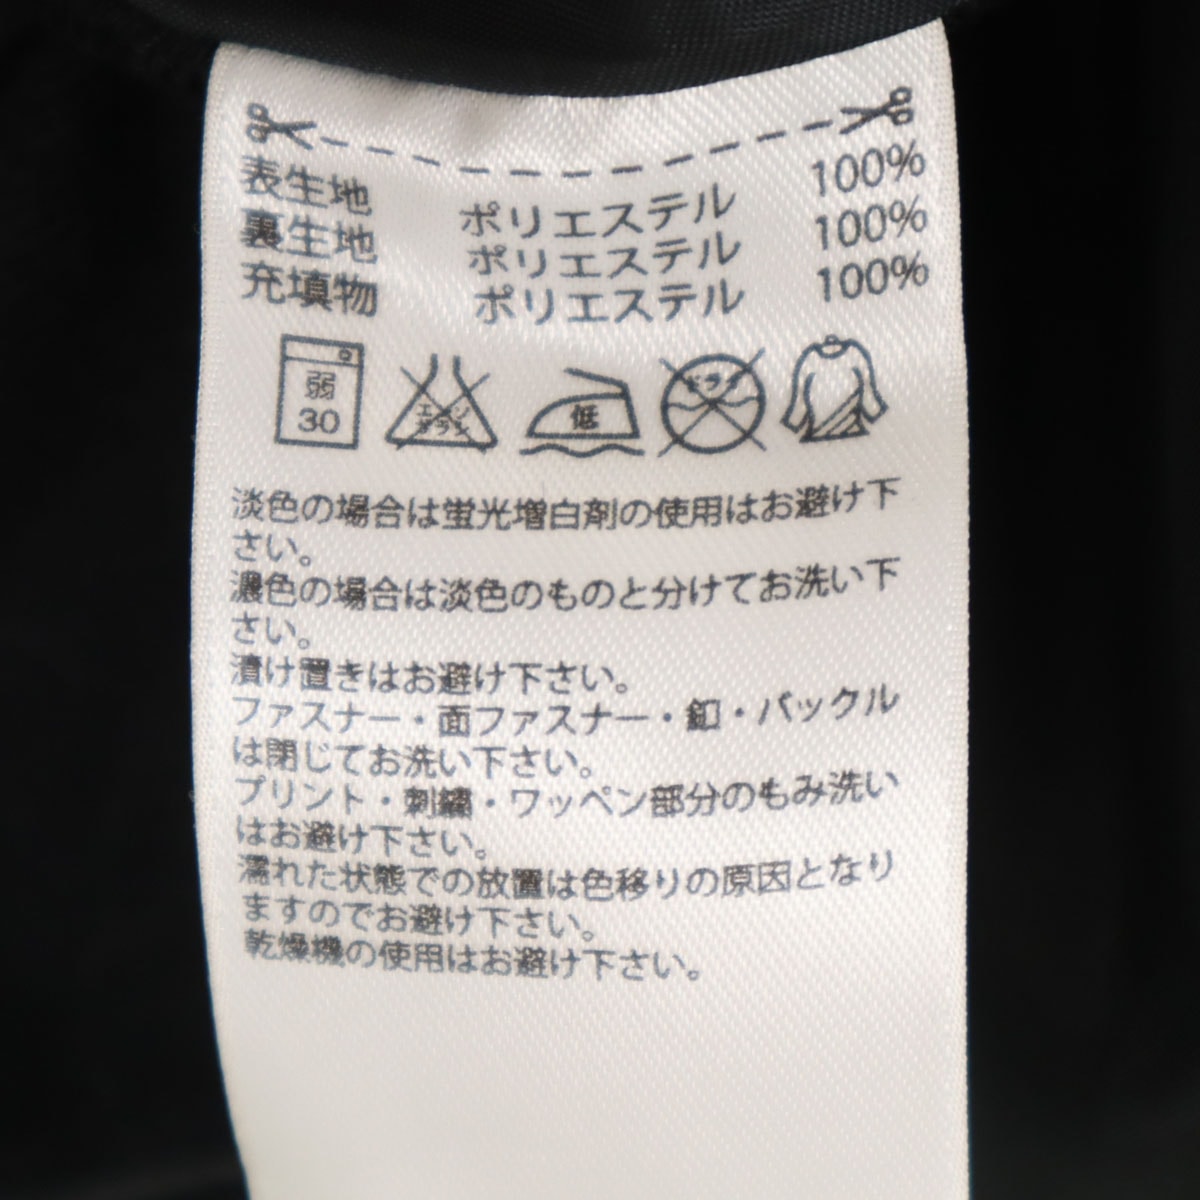 表生地 ポリエステル 100%
裏生地 ポリエステル 100%
充填物 ポリエステル 100%
弱 30 エンソ サラシ 低 ドライ
淡色の場合は蛍光増白剤の使用はお避け下
さい。
濃色の場合は淡色のものと分けてお洗い下
さい。
漬け置きはお避け下さい。
ファスナー・面ファスナー・釦・バックル
は閉じてお洗い下さい。
プリント・刺繍・ワッペン部分のもみ洗い
はお避け下さい。
濡れた状態での放置は色移りの原因となり
ますのでお避け下さい。
乾燥機の使用はお避け下さい。